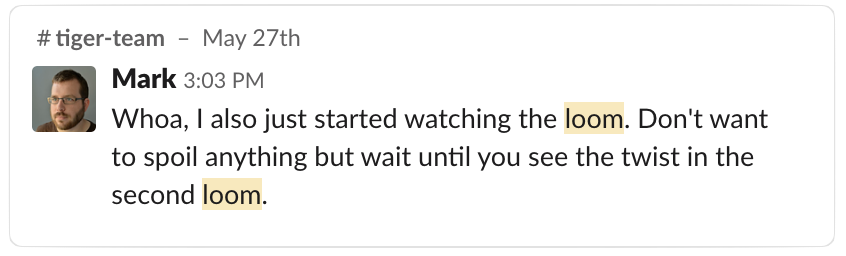 # tiger-team – May 27th
Mark 3:03 PM
Whoa, I also just started watching the loom. Don't want
to spoil anything but wait until you see the twist in the
second loom.